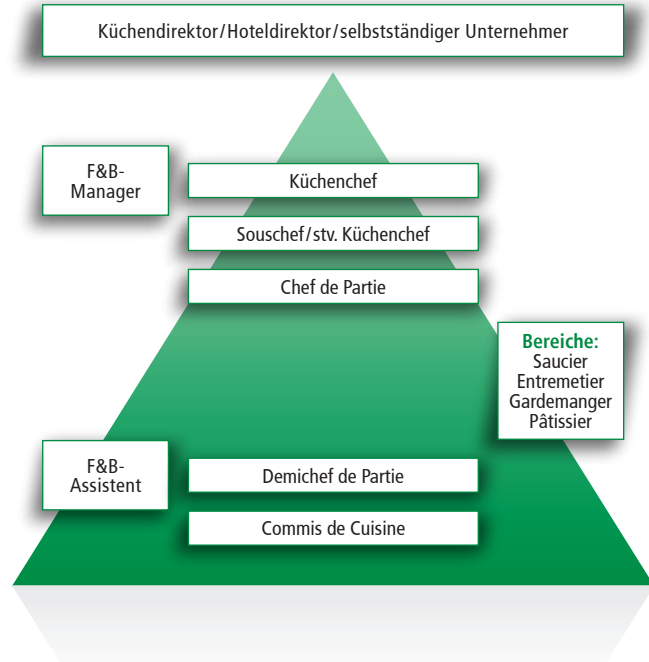 Küchendirektor/Hoteldirektor/selbstständiger Unternehmer
F&B-
Manager
Küchenchef
Souschef/stv. Küchenchef
Chef de Partie
Bereiche:
Saucier
Entremetier
Gardemanger
Pâtissier
F&B-
Assistent
Demichef de Partie
Commis de Cuisine